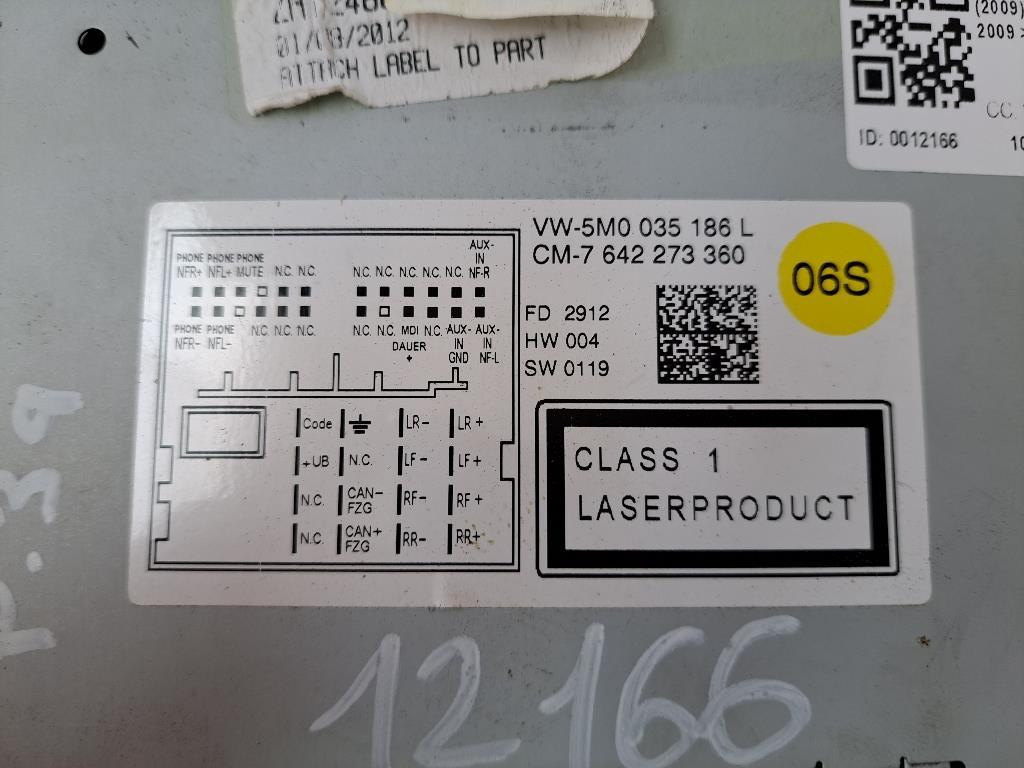 01/08/2012
ATTACH LABEL TO PART
(2009)
2009 >
CC
ID: 0012166
10
VW-5M0 035 186 L
CM-7 642 273 360
06S
FD 2912
HW 004
SW 0119
PHONE NFR+ PHONE NFL+ PHONE MUTE N.C. N.C. N.C. N.C. N.C. N.C. N.C. AUX-IN NF-R
PHONE NFR- PHONE NFL- N.C. N.C. N.C. N.C. N.C. MDI DAUER + N.C. AUX-IN GND AUX-IN NF-L
Code LR- LR+
+UB N.C. LF- LF+
N.C. CAN- FZG RF- RF+
N.C. CAN+ FZG RR- RR+
CLASS 1
LASERPRODUCT
12166